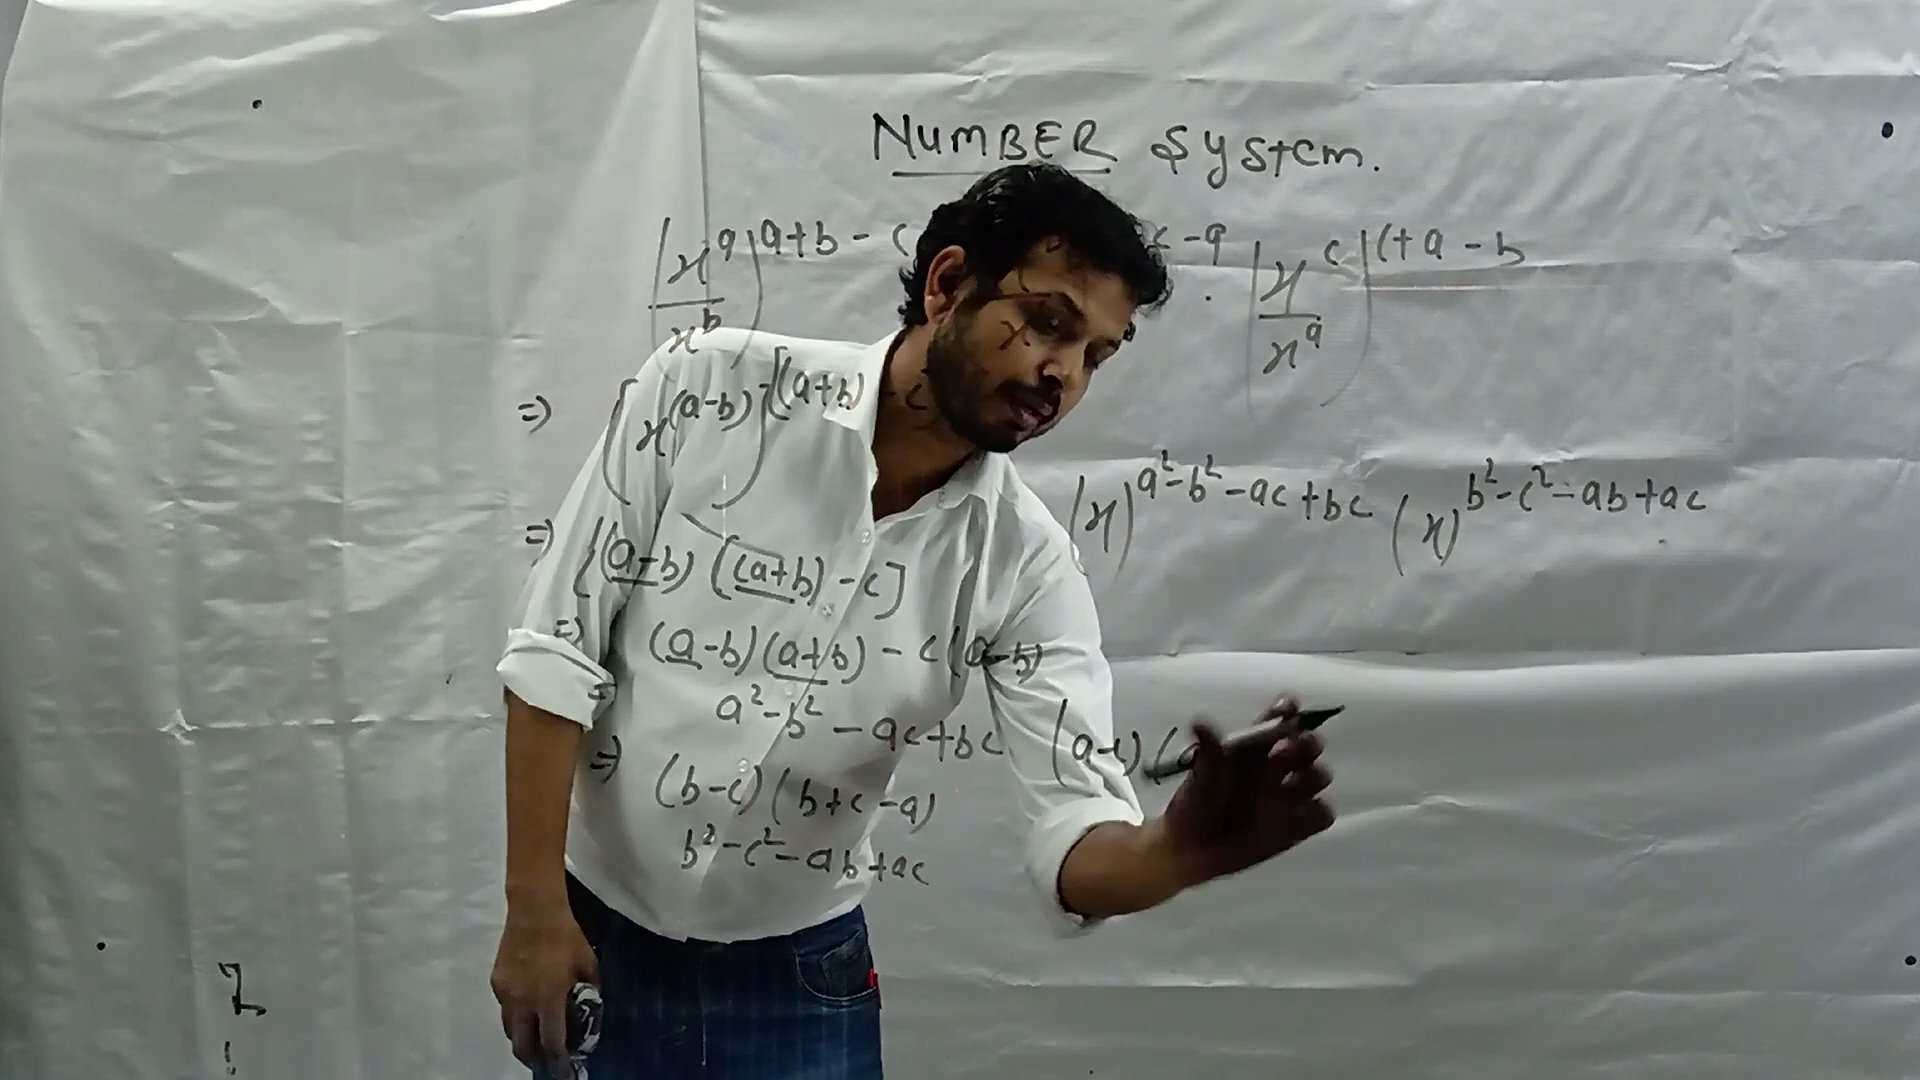 NUMBER System.
(x^a/x^b)^a+b-c c-a (x^c/x^a)^c+a-b
=> [x^(a-b)]^[(a+b)-c
(x)^a²-b²-ac+bc (x)^b²-c²-ab+ac
=> {(a-b) [(a+b)-c]
=> (a-b)(a+b) - c(a-b)
=> a²-b²-ac+bc
=> (b-c)(b+c-a)
b²-c²-ab+ac
(a-c)(a